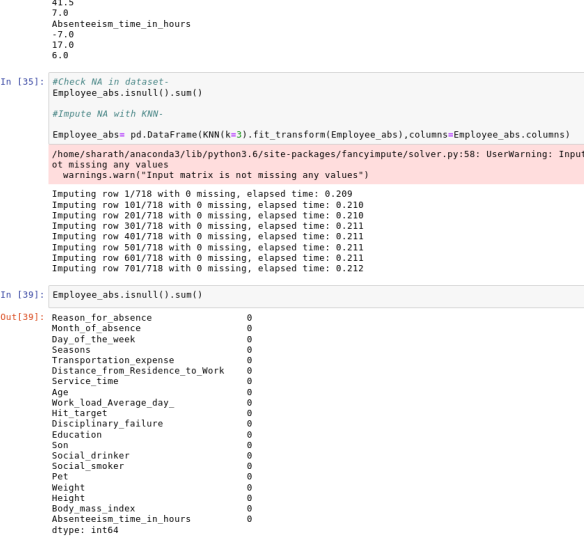 41.5
7.0
Absenteeism_time_in_hours
-7.0
17.0
6.0
In [35]: #Check NA in dataset-
Employee_abs.isnull().sum()
#Impute NA with KNN-
Employee_abs= pd.DataFrame(KNN(k=3).fit_transform(Employee_abs),columns=Employee_abs.columns)
/home/sharath/anaconda3/lib/python3.6/site-packages/fancyimpute/solver.py:58: UserWarning: Input
ot missing any values
warnings.warn("Input matrix is not missing any values")
Imputing row 1/718 with 0 missing, elapsed time: 0.209
Imputing row 101/718 with 0 missing, elapsed time: 0.210
Imputing row 201/718 with 0 missing, elapsed time: 0.210
Imputing row 301/718 with 0 missing, elapsed time: 0.211
Imputing row 401/718 with 0 missing, elapsed time: 0.211
Imputing row 501/718 with 0 missing, elapsed time: 0.211
Imputing row 601/718 with 0 missing, elapsed time: 0.211
Imputing row 701/718 with 0 missing, elapsed time: 0.212
In [39]: Employee_abs.isnull().sum()
Out[39]: Reason_for_absence 0
Month_of_absence 0
Day_of_the_week 0
Seasons 0
Transportation_expense 0
Distance_from_Residence_to_Work 0
Service_time 0
Age 0
Work_load_Average_day_ 0
Hit_target 0
Disciplinary_failure 0
Education 0
Son 0
Social_drinker 0
Social_smoker 0
Pet 0
Weight 0
Height 0
Body_mass_index 0
Absenteeism_time_in_hours 0
dtype: int64